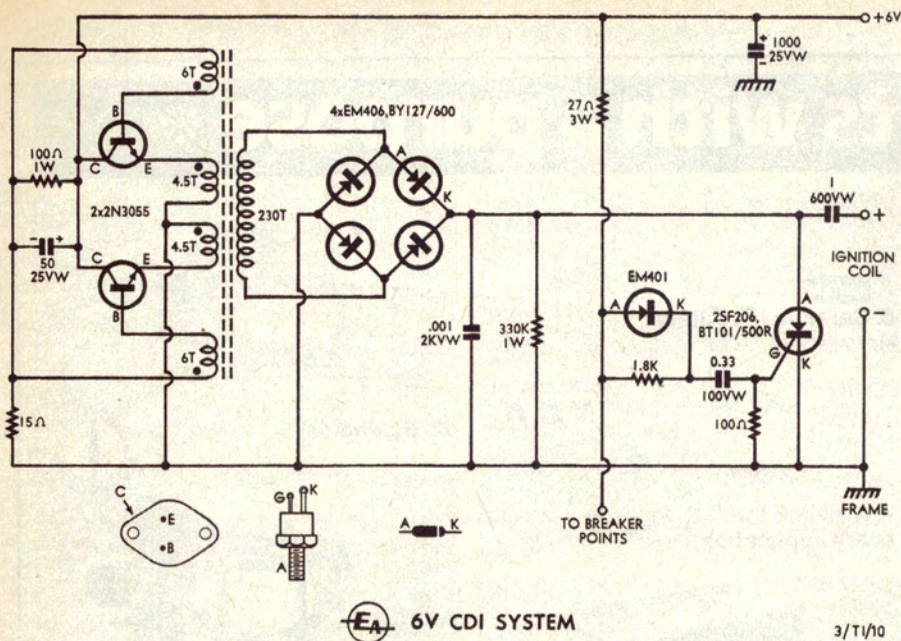 +6V
1000
25VW
+
-
6T
B
C
E
100Ω
1W
2x2N3055
4.5T
4.5T
- +
50
25VW
C
E
B
6T
15Ω
230T
4xEM406,BY127/600
A
K
27Ω
3W
1
600VW
+
IGNITION
COIL
-
.001
2KVW
330K
1W
EM401
A
K
1.8K
0.33
100VW
100Ω
2SF206,
BT101/500R
A
G
K
C
E
B
G
K
A
A
K
TO BREAKER
POINTS
FRAME
EA 6V CDI SYSTEM
3/TI/10